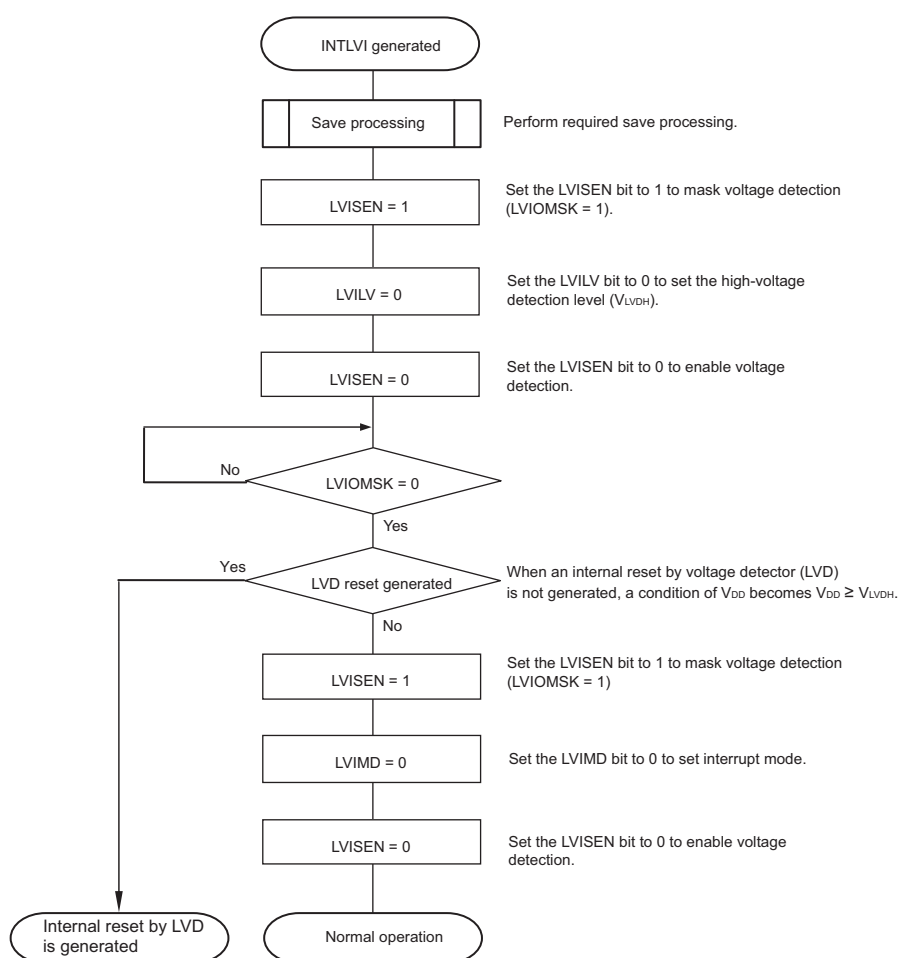 INTLVI generated
Save processing
Perform required save processing.
LVISEN = 1
Set the LVISEN bit to 1 to mask voltage detection
(LVIOMSK = 1).
LVILV = 0
Set the LVILV bit to 0 to set the high-voltage
detection level (VLVDH).
LVISEN = 0
Set the LVISEN bit to 0 to enable voltage
detection.
No
LVIOMSK = 0
Yes
Yes
LVD reset generated
When an internal reset by voltage detector (LVD)
is not generated, a condition of VDD becomes VDD ≥ VLVDH.
No
LVISEN = 1
Set the LVISEN bit to 1 to mask voltage detection
(LVIOMSK = 1)
LVIMD = 0
Set the LVIMD bit to 0 to set interrupt mode.
LVISEN = 0
Set the LVISEN bit to 0 to enable voltage
detection.
Internal reset by LVD
is generated
Normal operation